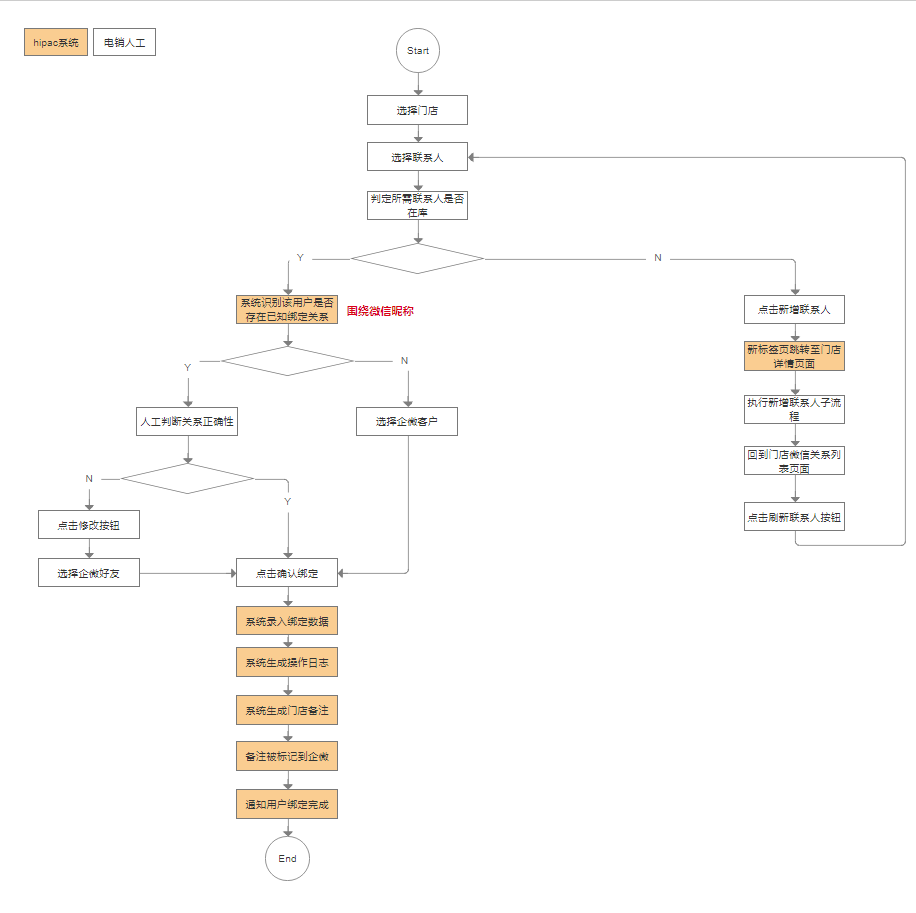 hipac系统
电销人工
Start
选择门店
选择联系人
判定所需联系人是否
在库
Y
N
系统识别该用户是否
存在已知绑定关系
围绕微信昵称
点击新增联系人
新标签页跳转至门店
详情页面
Y
N
人工判断关系正确性
选择企微客户
执行新增联系人子流
程
回到门店微信关系列
表页面
N
Y
点击修改按钮
点击刷新联系人按钮
选择企微好友
点击确认绑定
系统录入绑定数据
系统生成操作日志
系统生成门店备注
备注被标记到企微
通知用户绑定完成
End